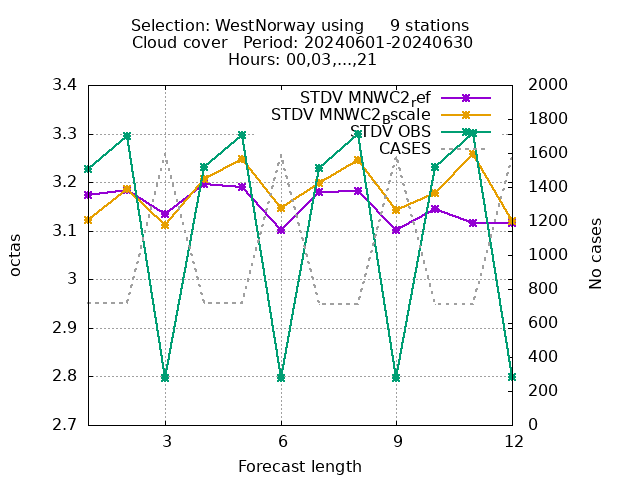 Selection: WestNorway using     9 stations
Cloud cover   Period: 20240601-20240630
Hours: 00,03,...,21
3.4
3.3
3.2
3.1
3
2.9
2.8
2.7
octas
STDV MNWC2_ref
STDV MNWC2_Bscale
STDV OBS
CASES
2000
1800
1600
1400
1200
1000
800
600
400
200
0
No cases
3 6 9 12
Forecast length